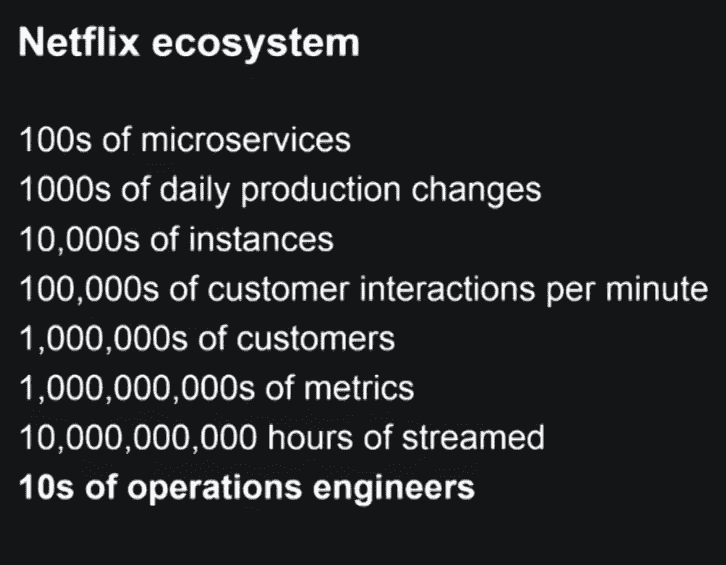 Netflix ecosystem
100s of microservices
1000s of daily production changes
10,000s of instances
100,000s of customer interactions per minute
1,000,000s of customers
1,000,000,000s of metrics
10,000,000,000 hours of streamed
10s of operations engineers